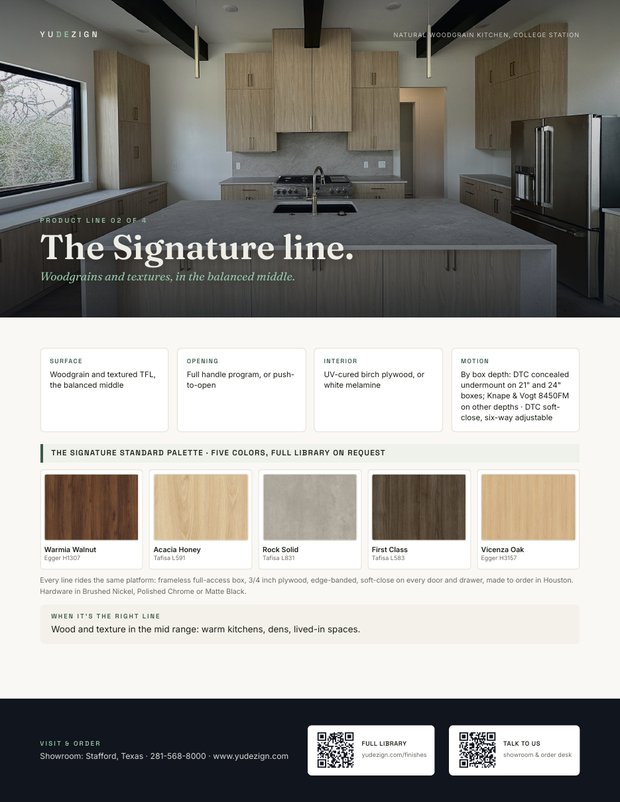 YUDEZIGN
NATURAL WOODGRAIN KITCHEN, COLLEGE STATION
PRODUCT LINE 02 OF 4
The Signature line.
Woodgrains and textures, in the balanced middle.
SURFACE
Woodgrain and textured TFL,
the balanced middle
OPENING
Full handle program, or push-
to-open
INTERIOR
UV-cured birch plywood, or
white melamine
MOTION
By box depth: DTC concealed
undermount on 21" and 24"
boxes; Knape & Vogt 8450FM
on other depths · DTC soft-
close, six-way adjustable
THE SIGNATURE STANDARD PALETTE · FIVE COLORS, FULL LIBRARY ON REQUEST
Warmia Walnut
Egger H1307
Acacia Honey
Tafisa L591
Rock Solid
Tafisa L831
First Class
Tafisa L583
Vicenza Oak
Egger H3157
Every line rides the same platform: frameless full-access box, 3/4 inch plywood, edge-banded, soft-close on every door and drawer, made to order in Houston.
Hardware in Brushed Nickel, Polished Chrome or Matte Black.
WHEN IT'S THE RIGHT LINE
Wood and texture in the mid range: warm kitchens, dens, lived-in spaces.
VISIT & ORDER
Showroom: Stafford, Texas · 281-568-8000 · www.yudezign.com
FULL LIBRARY
yudezign.com/finishes
TALK TO US
showroom & order desk